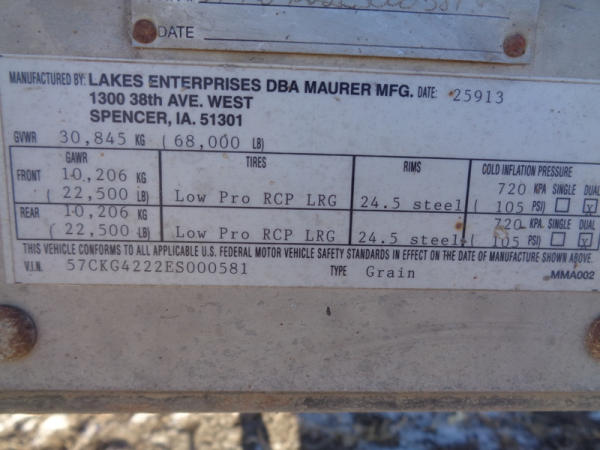 DATE
MANUFACTURED BY: LAKES ENTERPRISES DBA MAURER MFG. DATE: 25913
1300 38th AVE. WEST
SPENCER, IA. 51301
GVWR 30,845 KG ( 68,000 LB)
GAWR TIRES RIMS COLD INFLATION PRESSURE
FRONT 10,206 KG 720 KPA SINGLE DUAL
( 22,500 LB) Low Pro RCP LRG 24.5 steel ( 105 PSI) x
REAR 10,206 KG 720 KPA. SINGLE DUAL
( 22,500 LB) Low Pro RCP LRG 24.5 steel ( 105 PSI) x
THIS VEHICLE CONFORMS TO ALL APPLICABLE U.S. FEDERAL MOTOR VEHICLE SAFETY STANDARDS IN EFFECT ON THE DATE OF MANUFACTURE SHOWN ABOVE.
V.I.N. 57CKG4222ES000581 TYPE Grain MMA002